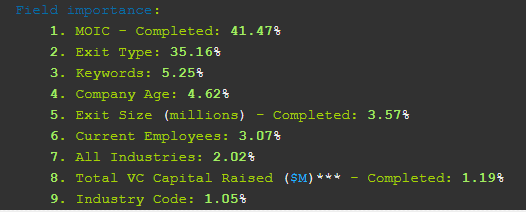 Field importance:
1. MOIC - Completed: 41.47%
2. Exit Type: 35.16%
3. Keywords: 5.25%
4. Company Age: 4.62%
5. Exit Size (millions) - Completed: 3.57%
6. Current Employees: 3.07%
7. All Industries: 2.02%
8. Total VC Capital Raised ($M)*** - Completed: 1.19%
9. Industry Code: 1.05%